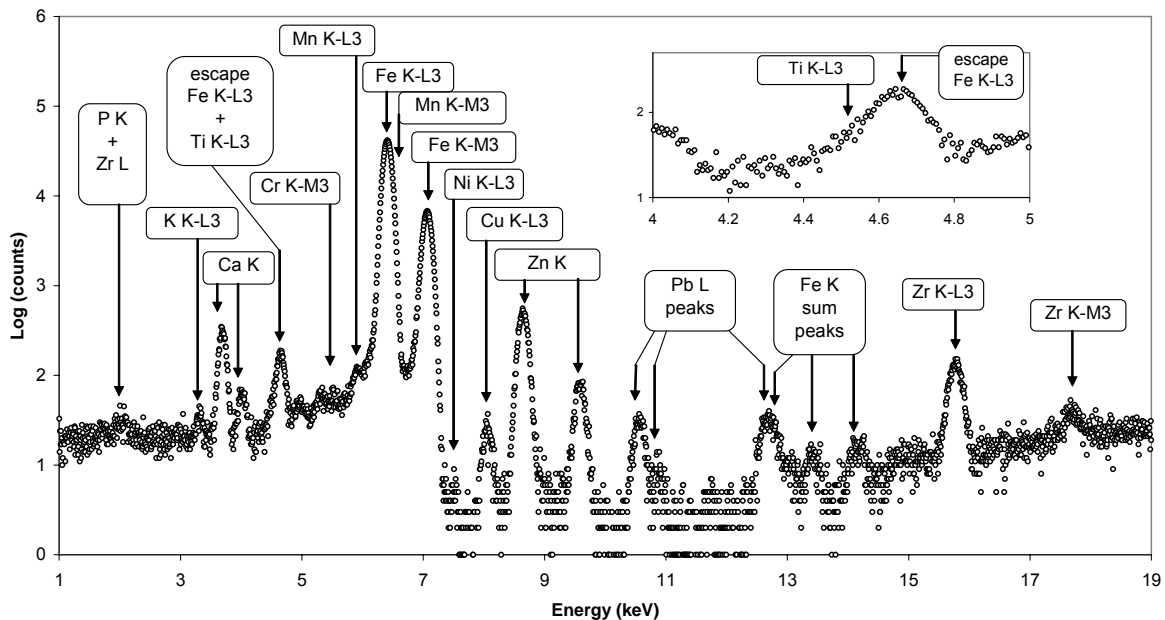 6
5
4
3
2
1
0
Log (counts)
1
3
5
7
9
11
13
15
17
19
Energy (keV)
P K
+
Zr L
K K-L3
Ca K
escape
Fe K-L3
+
Ti K-L3
Cr K-M3
Mn K-L3
Fe K-L3
Mn K-M3
Fe K-M3
Ni K-L3
Cu K-L3
Zn K
Pb L
peaks
Fe K
sum
peaks
Zr K-L3
Zr K-M3
Ti K-L3
escape
Fe K-L3
2
1
4
4.2
4.4
4.6
4.8
5